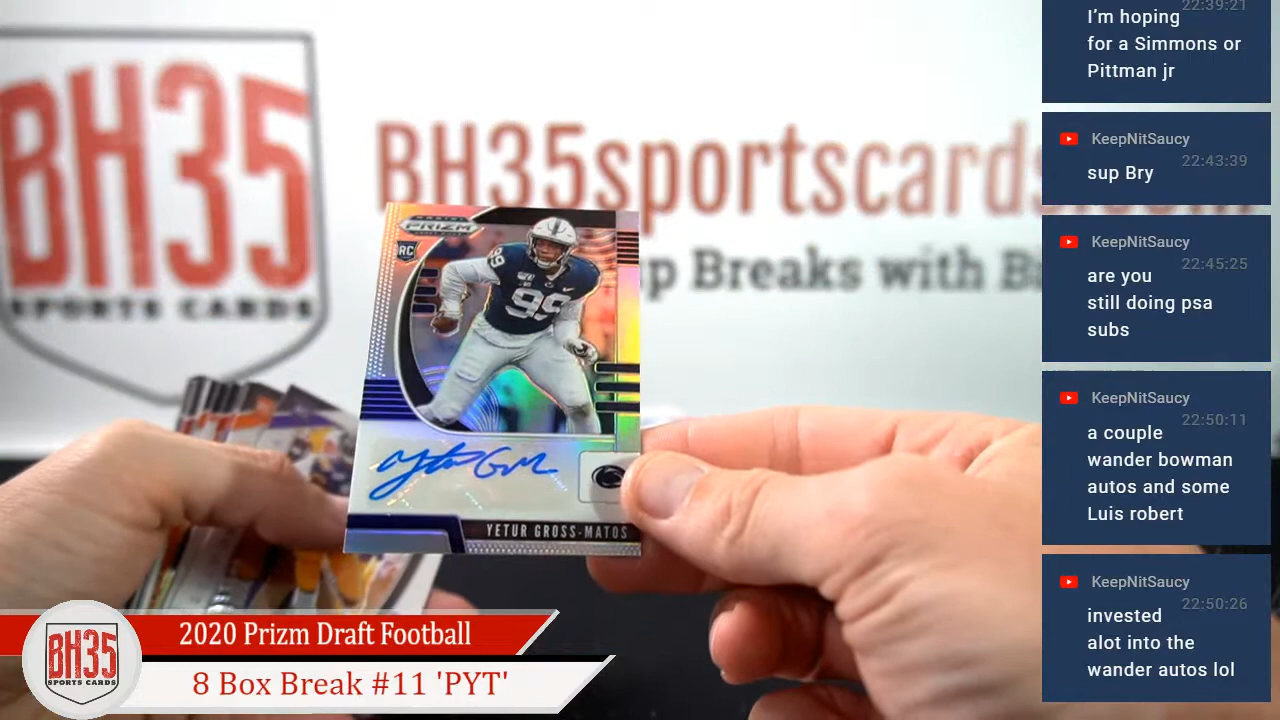 BH35
SPORTS CARDS
BH35sportscards.com
p Breaks with B
PANINI
PRIZM
RC
99
99
YETUR GROSS-MATOS
BH35
SPORTS CARDS
2020 Prizm Draft Football
8 Box Break #11 'PYT'
22:39:21
I'm hoping
for a Simmons or
Pittman jr
KeepNitSaucy
22:43:39
sup Bry
KeepNitSaucy
22:45:25
are you
still doing psa
subs
KeepNitSaucy
22:50:11
a couple
wander bowman
autos and some
Luis robert
KeepNitSaucy
22:50:26
invested
alot into the
wander autos lol